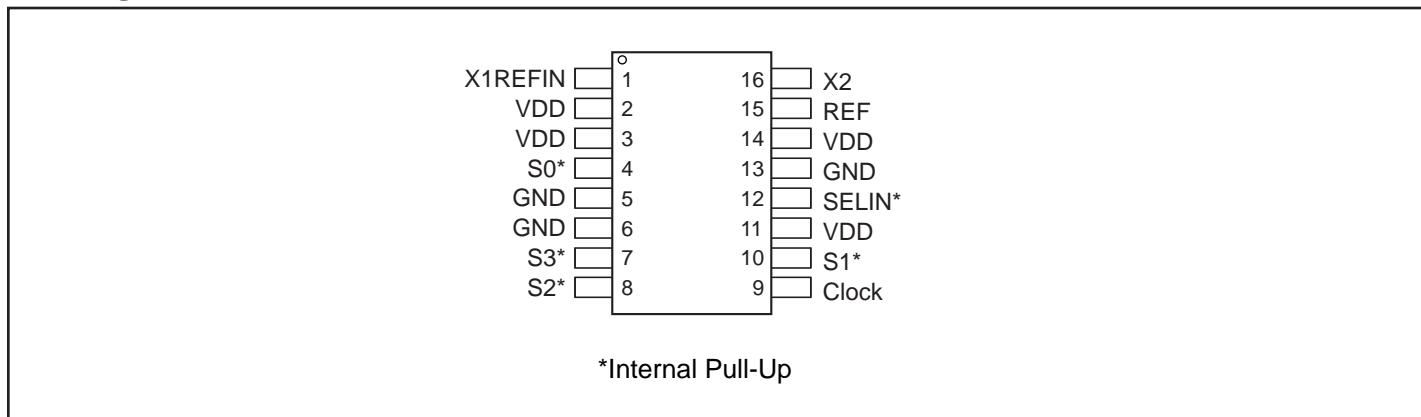 X1REFIN 1 16 X2
VDD 2 15 REF
VDD 3 14 VDD
S0* 4 13 GND
GND 5 12 SELIN*
GND 6 11 VDD
S3* 7 10 S1*
S2* 8 9 Clock
*Internal Pull-Up